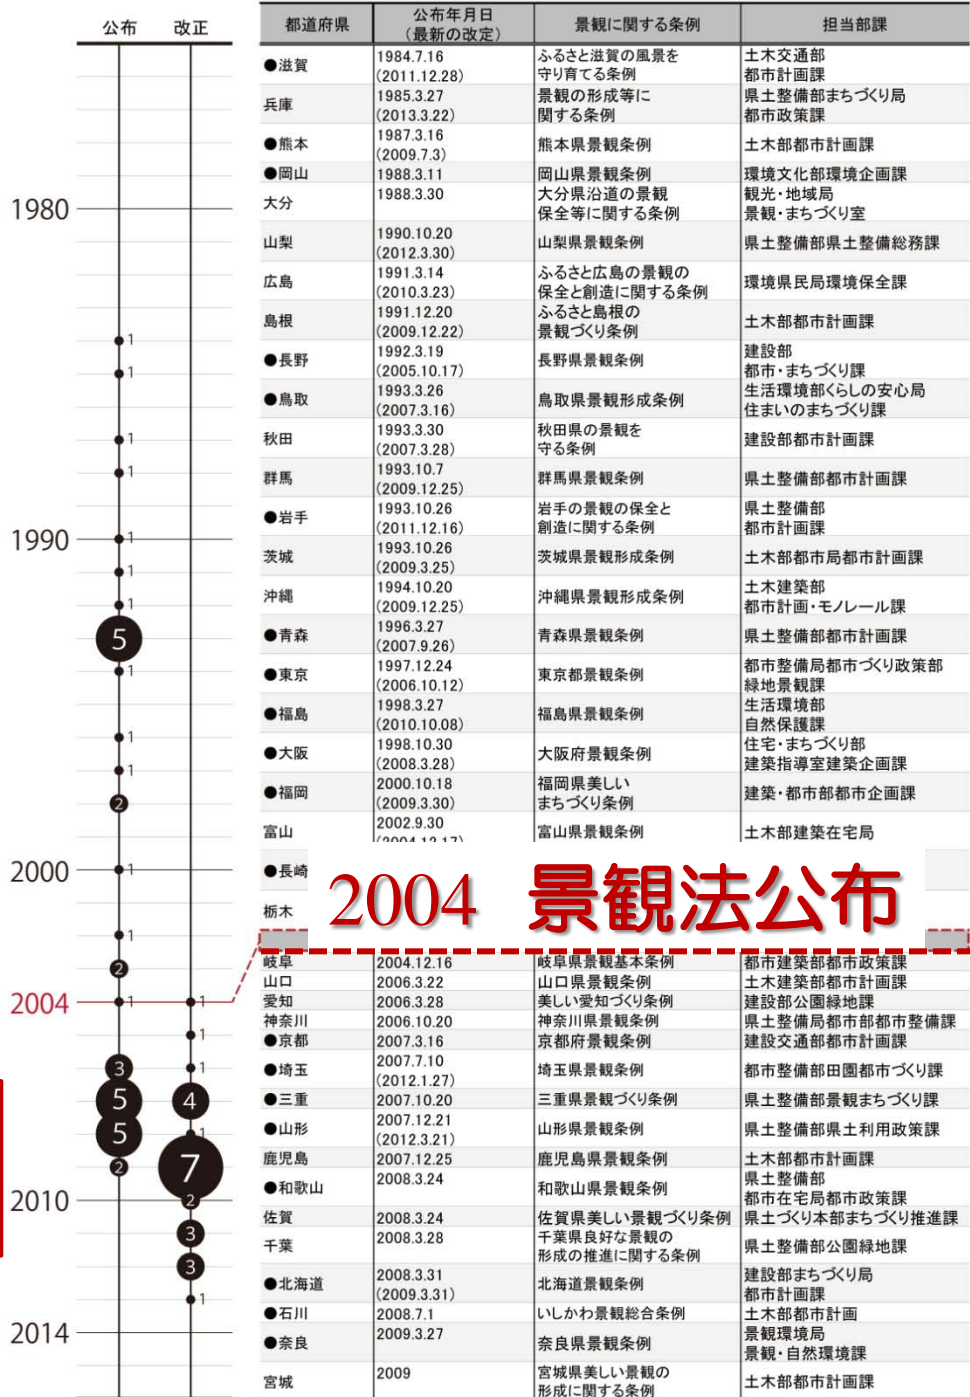 公布 改正
1980
1
1
1
1
1990
1
1
1
5
1
1
1
2
2000
1
1
2
2004
1 1
1
3 1
5 4
5 1
2 7
2010
2
3
3
1
2014
都道府県 公布年月日 景観に関する条例 担当部課
(最新の改定)
●滋賀 1984.7.16 ふるさと滋賀の風景を 土木交通部
(2011.12.28) 守り育てる条例 都市計画課
兵庫 1985.3.27 景観の形成等に 県土整備部まちづくり局
(2013.3.22) 関する条例 都市政策課
●熊本 1987.3.16 熊本県景観条例 土木部都市計画課
(2009.7.3)
●岡山 1988.3.11 岡山県景観条例 環境文化部環境企画課
大分 1988.3.30 大分県沿道の景観 観光・地域局
保全等に関する条例 景観・まちづくり室
山梨 1990.10.20 山梨県景観条例 県土整備部県土整備総務課
(2012.3.30)
広島 1991.3.14 ふるさと広島の景観の 環境県民局環境保全課
(2010.3.23) 保全と創造に関する条例
島根 1991.12.20 ふるさと島根の 土木部都市計画課
(2009.12.22) 景観づくり条例
●長野 1992.3.19 長野県景観条例 建設部
(2005.10.17) 都市・まちづくり課
●鳥取 1993.3.26 鳥取県景観形成条例 生活環境部くらしの安心局
(2007.3.16) 住まいのまちづくり課
秋田 1993.3.30 秋田県の景観を 建設部都市計画課
(2007.3.28) 守る条例
群馬 1993.10.7 群馬県景観条例 県土整備部都市計画課
(2009.12.25)
●岩手 1993.10.26 岩手の景観の保全と 県土整備部
(2011.12.16) 創造に関する条例 都市計画課
茨城 1993.10.26 茨城県景観形成条例 土木部都市局都市計画課
(2009.3.25)
沖縄 1994.10.20 沖縄県景観形成条例 土木建築部
(2009.12.25) 都市計画・モノレール課
●青森 1996.3.27 青森県景観条例 県土整備部都市計画課
(2007.9.26)
●東京 1997.12.24 東京都景観条例 都市整備局都市づくり政策部
(2006.10.12) 緑地景観課
●福島 1998.3.27 福島県景観条例 生活環境部
(2010.10.08) 自然保護課
●大阪 1998.10.30 大阪府景観条例 住宅・まちづくり部
(2008.3.28) 建築指導室建築企画課
●福岡 2000.10.18 福岡県美しい 建築・都市部都市企画課
(2009.3.30) まちづくり条例
富山 2002.9.30 富山県景観条例 土木部建築在宅局
(2004.12.17)
●長崎
栃木
2004 景観法公布
岐阜 2004.12.16 岐阜県景観基本条例 都市建築部都市政策課
山口 2006.3.22 山口県景観条例 土木建築部都市計画課
愛知 2006.3.28 美しい愛知づくり条例 建設部公園緑地課
神奈川 2006.10.20 神奈川県景観条例 県土整備局都市部都市整備課
●京都 2007.3.16 京都府景観条例 建設交通部都市計画課
●埼玉 2007.7.10 埼玉県景観条例 都市整備部田園都市づくり課
(2012.1.27)
●三重 2007.10.20 三重県景観づくり条例 県土整備部景観まちづくり課
●山形 2007.12.21 山形県景観条例 県土整備部県土利用政策課
(2012.3.21)
鹿児島 2007.12.25 鹿児島県景観条例 土木部都市計画課
●和歌山 2008.3.24 和歌山県景観条例 県土整備部
都市在宅局都市政策課
佐賀 2008.3.24 佐賀県美しい景観づくり条例 県土づくり本部まちづくり推進課
千葉 2008.3.28 千葉県良好な景観の 県土整備部公園緑地課
形成の推進に関する条例
●北海道 2008.3.31 北海道景観条例 建設部まちづくり局
(2009.3.31) 都市計画課
●石川 2008.7.1 いしかわ景観総合条例 土木部都市計画
●奈良 2009.3.27 奈良県景観条例 景観環境局
景観・自然環境課
宮城 2009 宮城県美しい景観の 土木部都市計画課
形成に関する条例